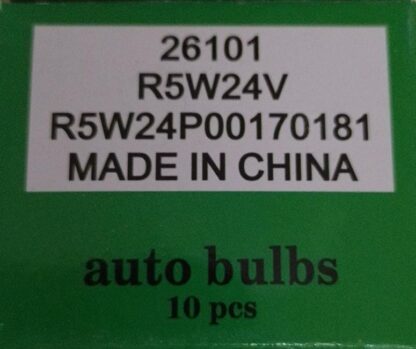 26101
R5W24V
R5W24P00170181
MADE IN CHINA
auto bulbs
10 pcs